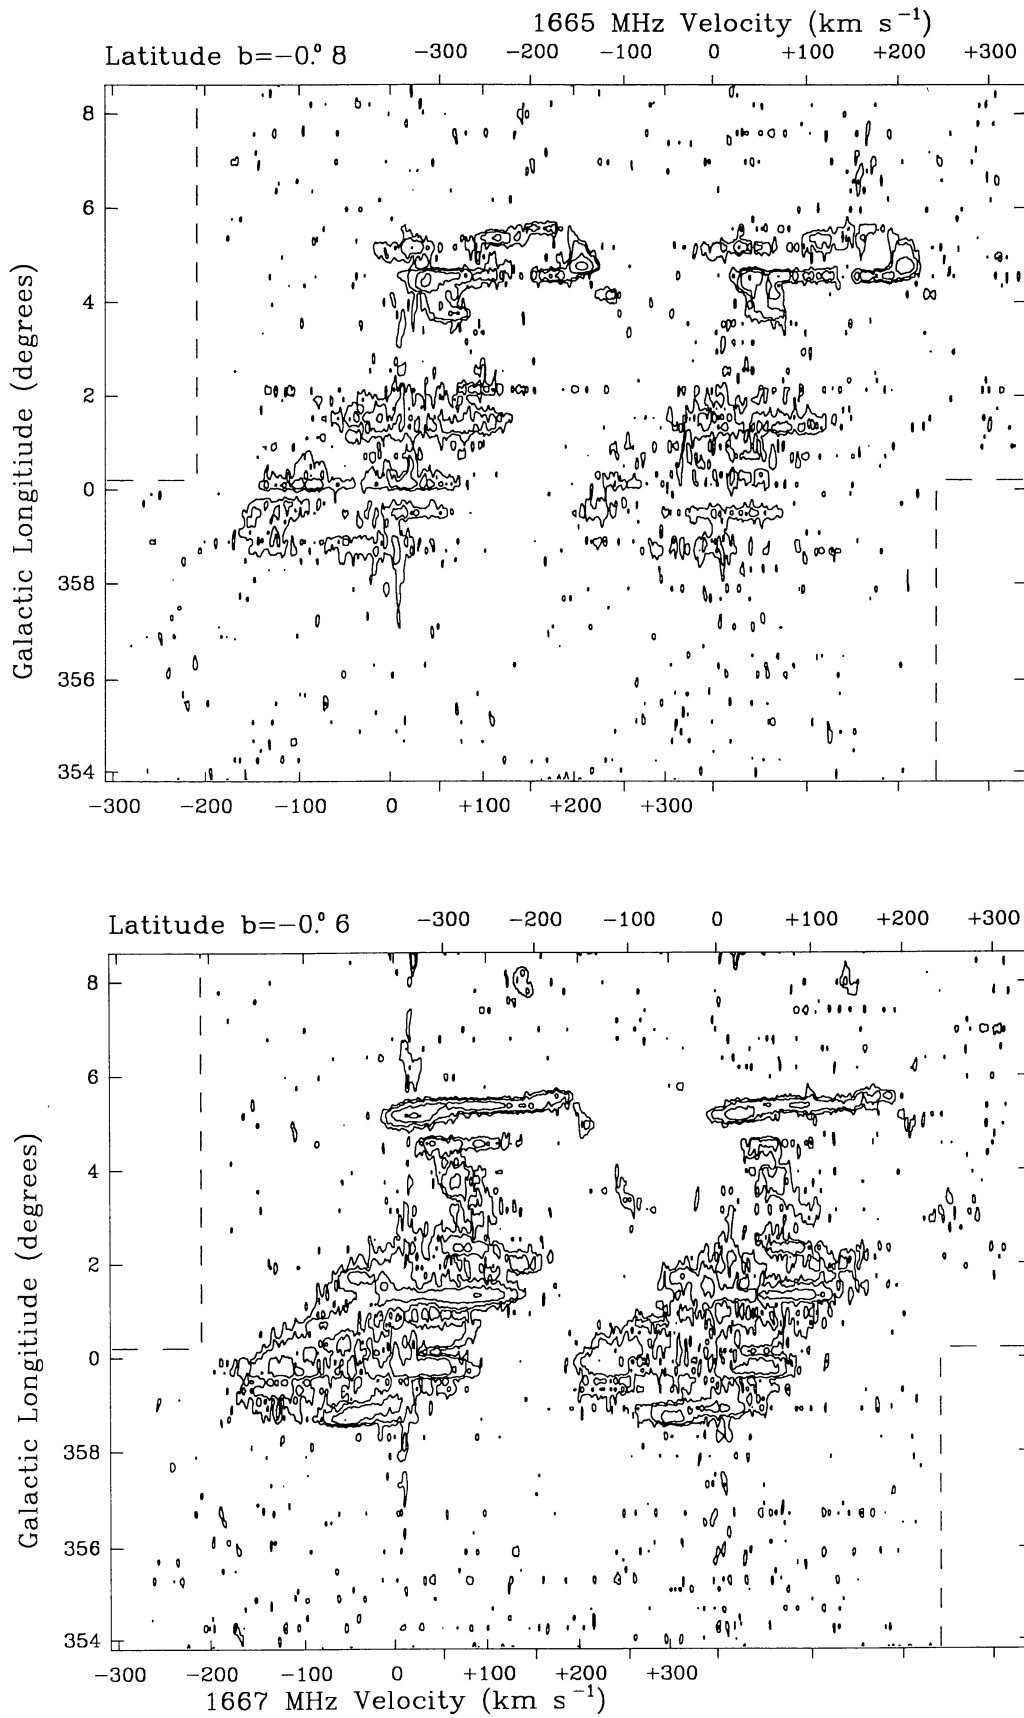 1665 MHz Velocity (km s⁻¹)
Latitude b=−0.°8
−300 −200 −100 0 +100 +200 +300
8
6
4
2
0
358
356
354
Galactic Longitiude (degrees)
−300 −200 −100 0 +100 +200 +300
Latitude b=−0.°6
−300 −200 −100 0 +100 +200 +300
8
6
4
2
0
358
356
354
Galactic Longitiude (degrees)
−300 −200 −100 0 +100 +200 +300
1667 MHz Velocity (km s⁻¹)